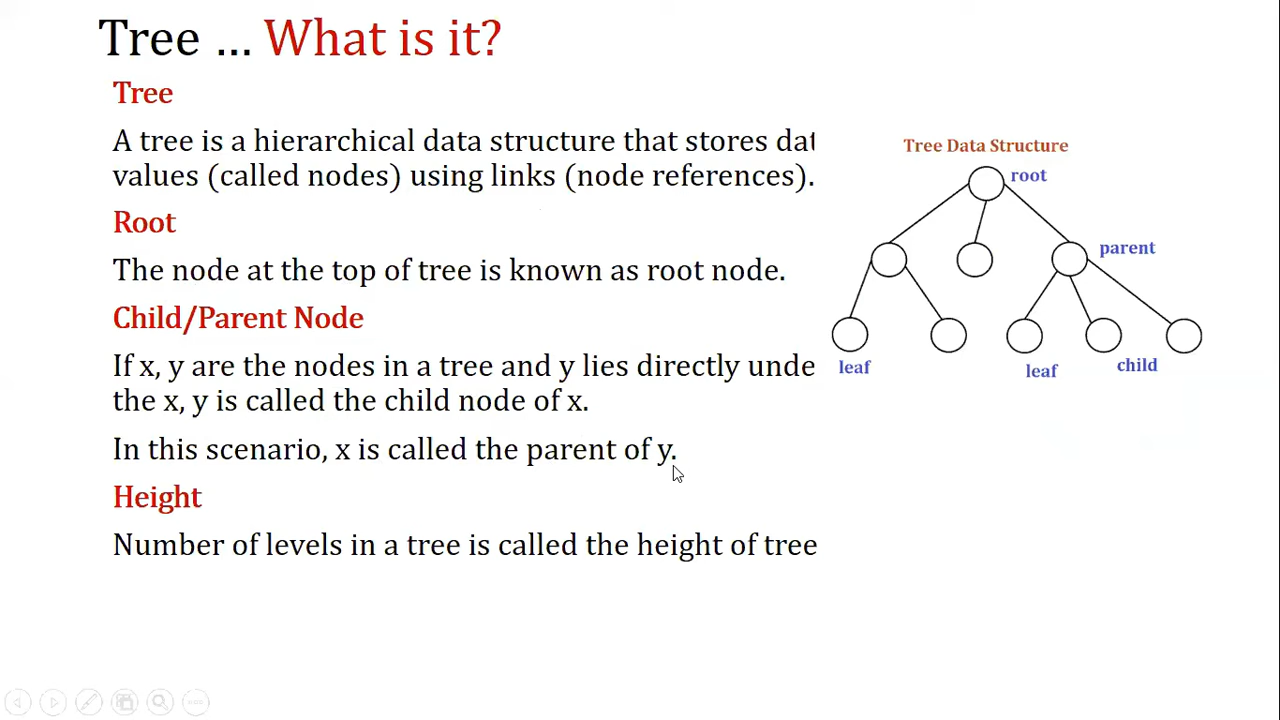 Tree ... What is it?
Tree
A tree is a hierarchical data structure that stores dat
values (called nodes) using links (node references).
Root
The node at the top of tree is known as root node.
Child/Parent Node
If x, y are the nodes in a tree and y lies directly unde
the x, y is called the child node of x.
In this scenario, x is called the parent of y.
Height
Number of levels in a tree is called the height of tree
Tree Data Structure
root
parent
leaf
leaf
child